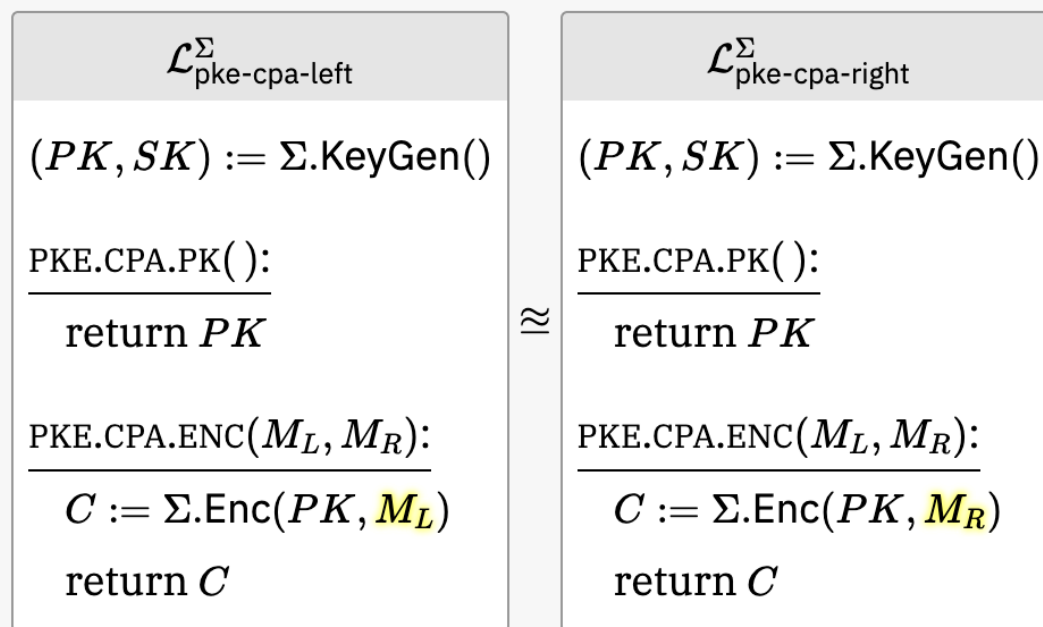 𝓛^Σ_pke-cpa-left
(PK, SK) := Σ.KeyGen()
PKE.CPA.PK():
return PK
PKE.CPA.ENC(M_L, M_R):
C := Σ.Enc(PK, M_L)
return C
≊
𝓛^Σ_pke-cpa-right
(PK, SK) := Σ.KeyGen()
PKE.CPA.PK():
return PK
PKE.CPA.ENC(M_L, M_R):
C := Σ.Enc(PK, M_R)
return C